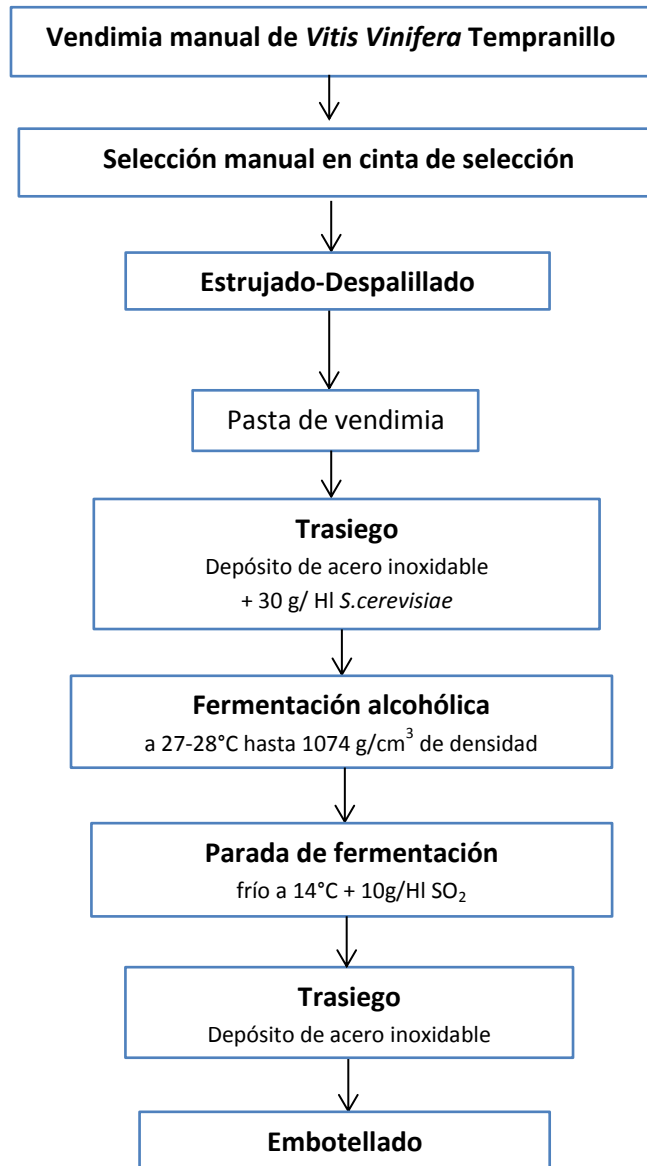 Vendimia manual de Vitis Vinifera Tempranillo
Selección manual en cinta de selección
Estrujado-Despalillado
Pasta de vendimia
Trasiego
Depósito de acero inoxidable
+ 30 g/ Hl S.cerevisiae
Fermentación alcohólica
a 27-28°C hasta 1074 g/cm³ de densidad
Parada de fermentación
frío a 14°C + 10g/Hl SO₂
Trasiego
Depósito de acero inoxidable
Embotellado